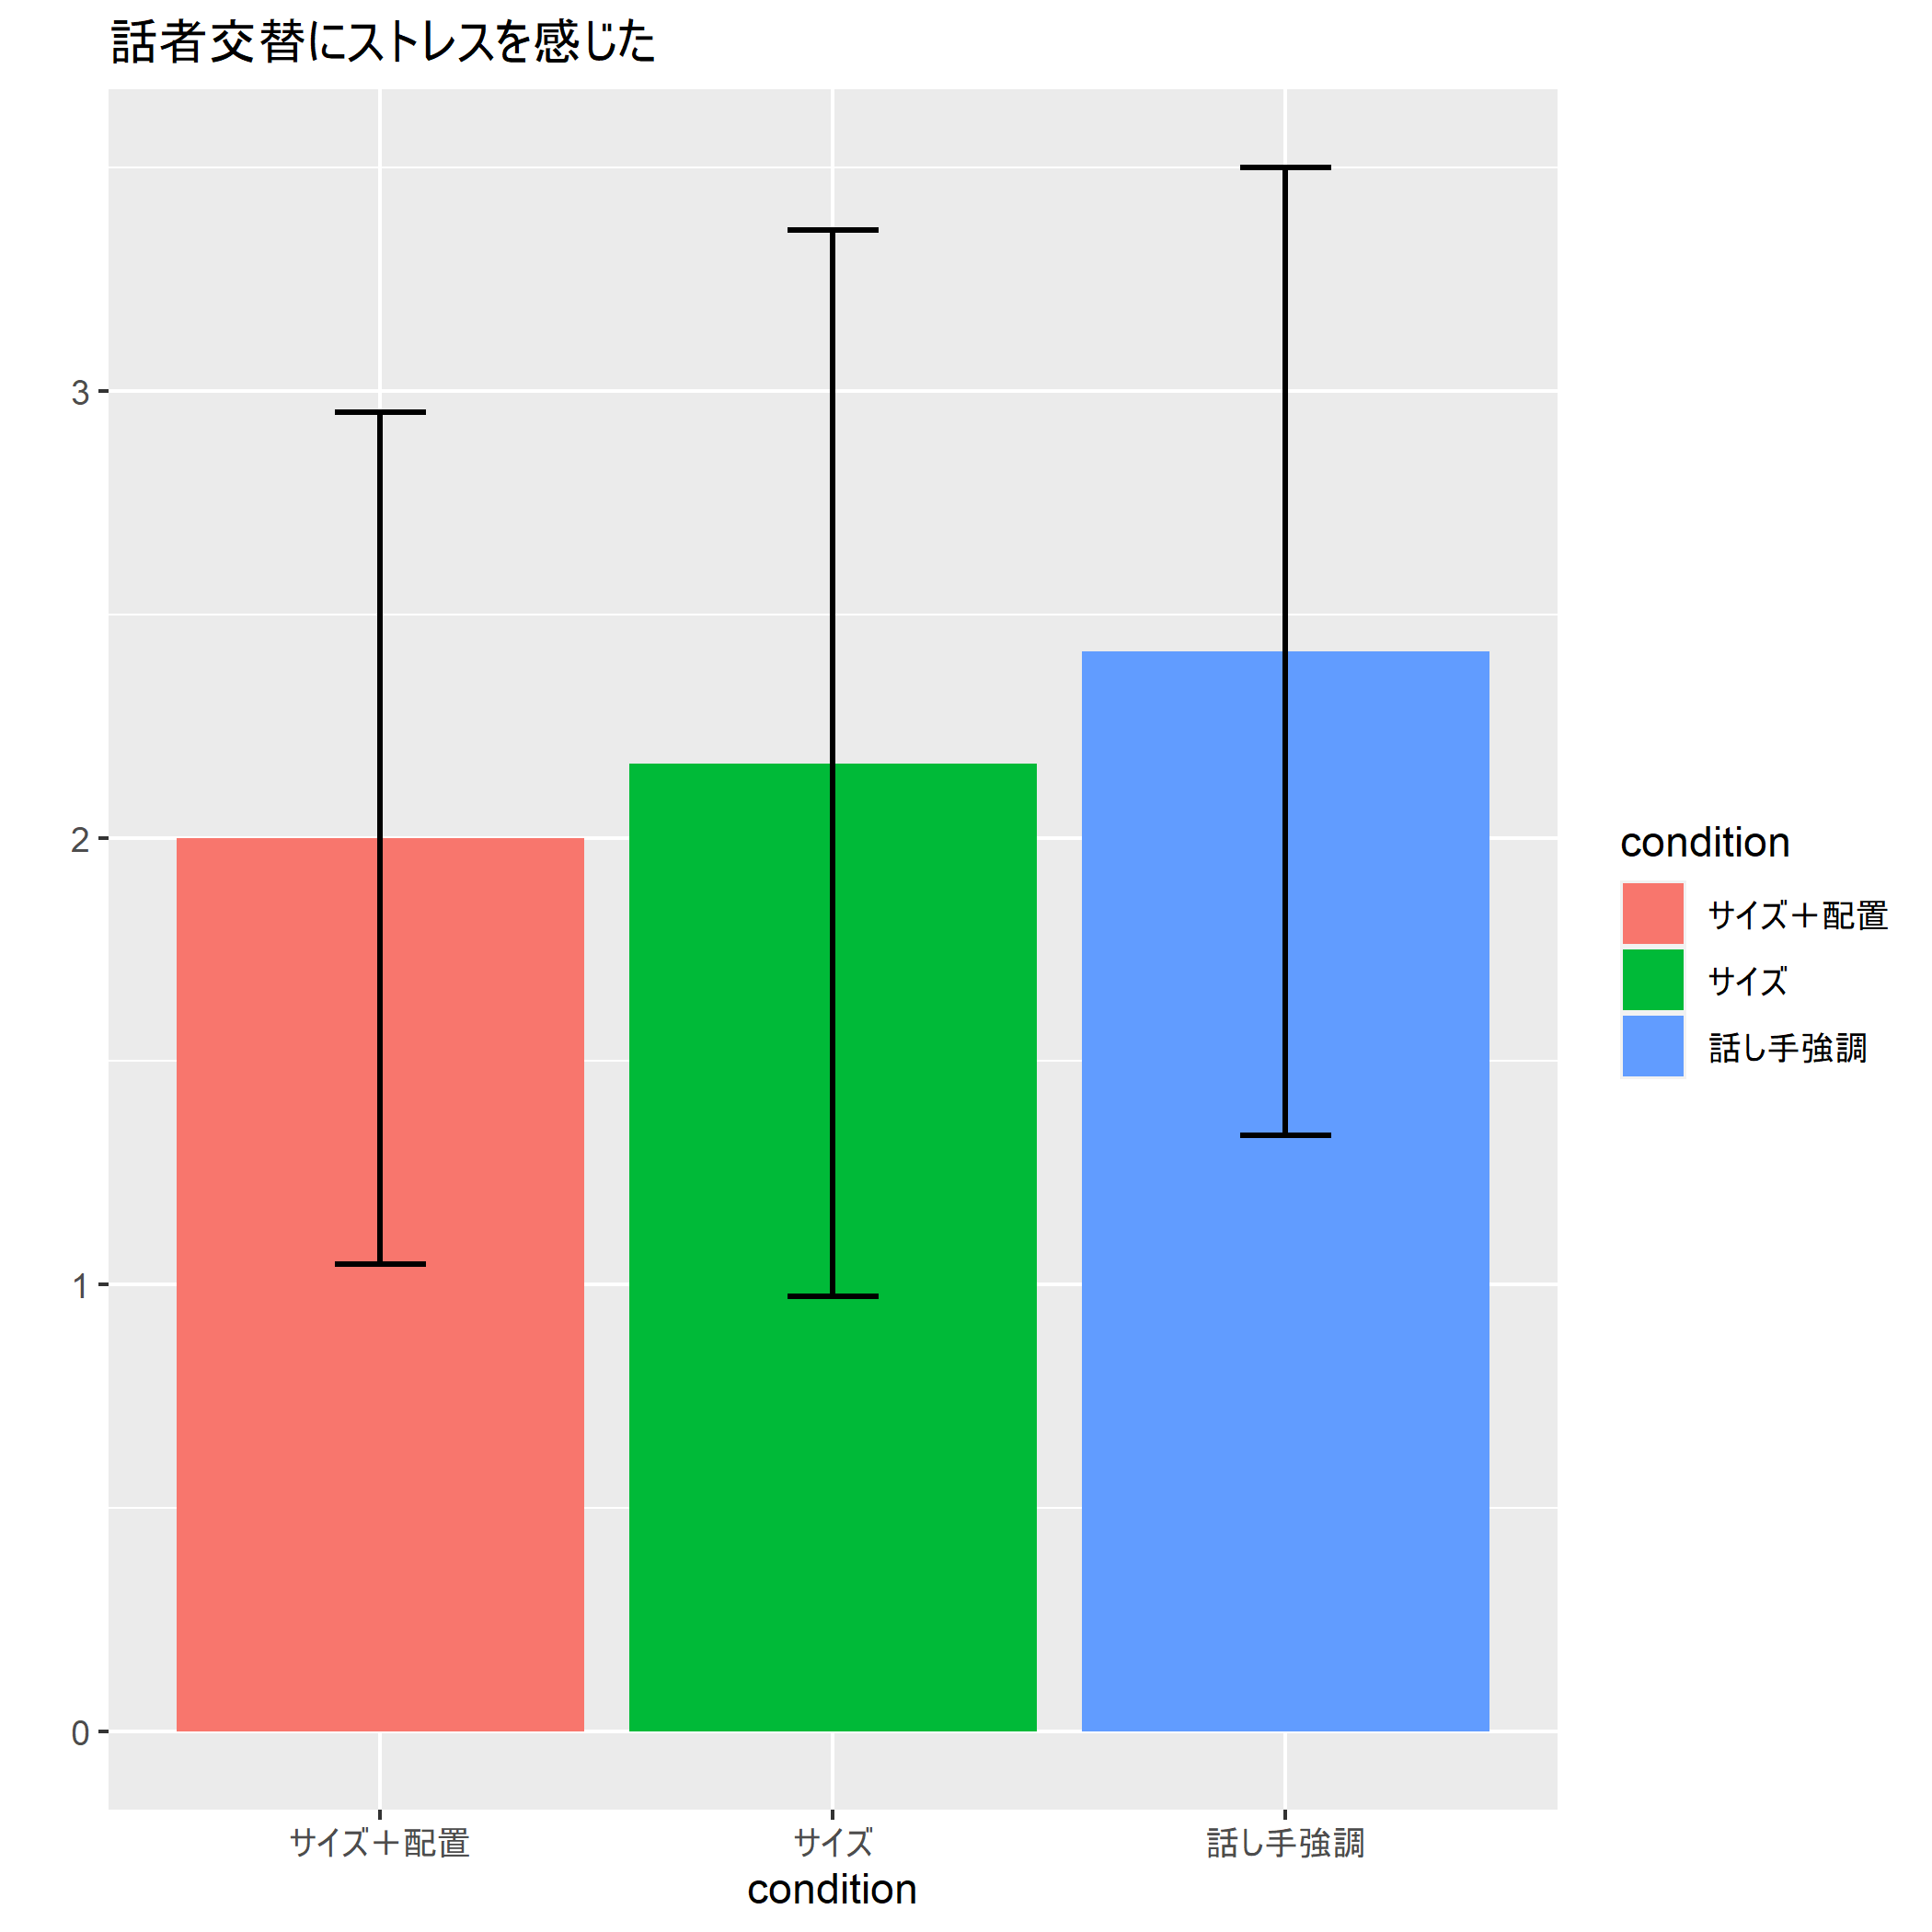 話者交替にストレスを感じた
3
2
1
0
サイズ＋配置
サイズ
話し手強調
condition
condition
サイズ＋配置
サイズ
話し手強調